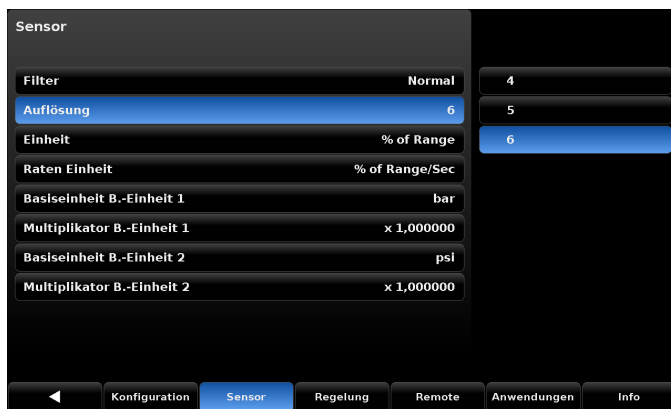 Sensor
Filter Normal
Auflösung 6
Einheit % of Range
Raten Einheit % of Range/Sec
Basiseinheit B.-Einheit 1 bar
Multiplikator B.-Einheit 1 x 1,000000
Basiseinheit B.-Einheit 2 psi
Multiplikator B.-Einheit 2 x 1,000000
4
5
6
Konfiguration Sensor Regelung Remote Anwendungen Info